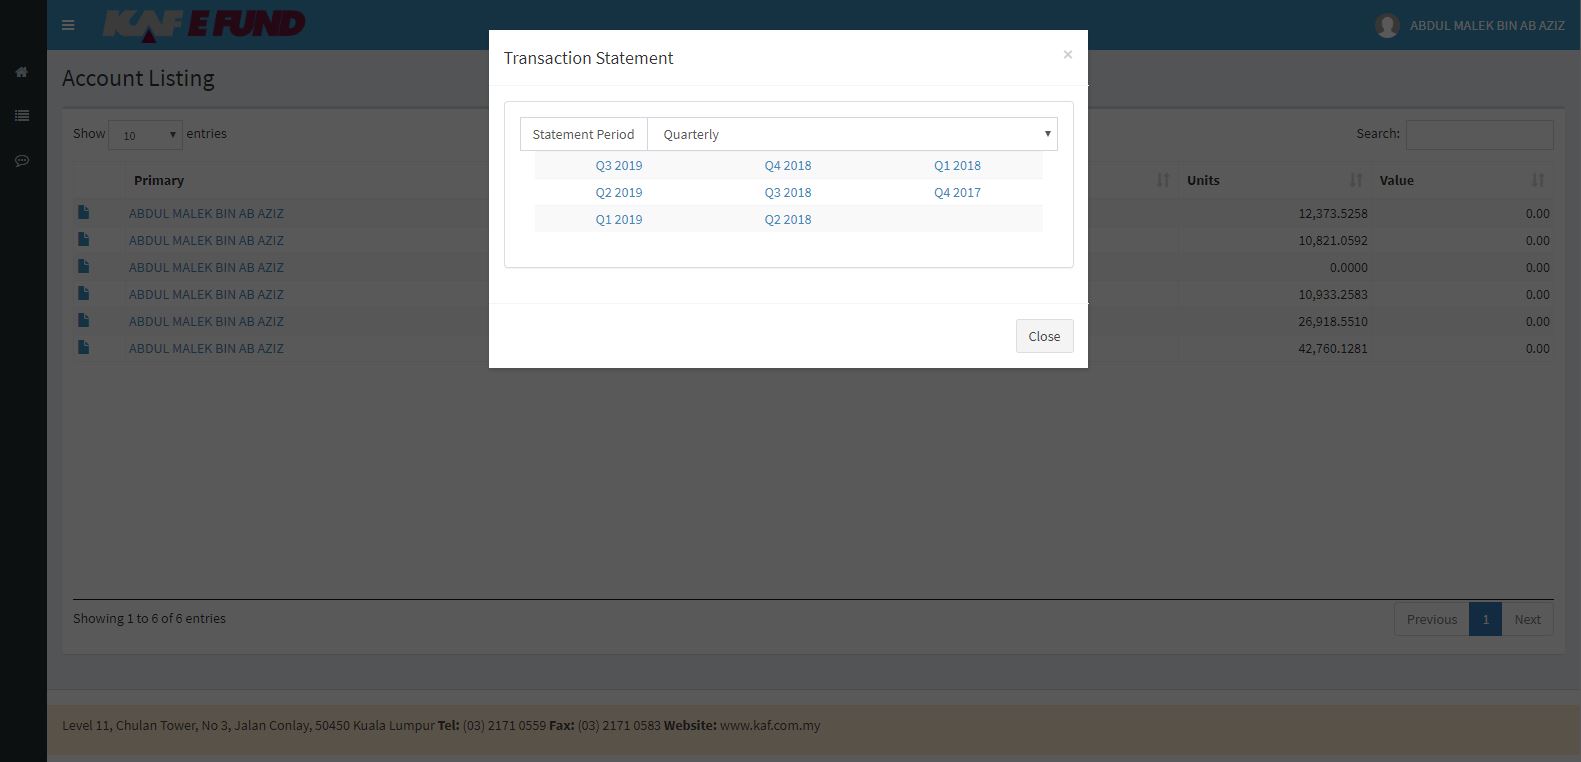 KAF E FUND
ABDUL MALEK BIN AB AZIZ
Transaction Statement
×
Account Listing
Show 10 entries
Search:
Statement Period Quarterly
Q3 2019 Q4 2018 Q1 2018
Q2 2019 Q3 2018 Q4 2017
Q1 2019 Q2 2018
Close
Primary Units Value
ABDUL MALEK BIN AB AZIZ 12,373.5258 0.00
ABDUL MALEK BIN AB AZIZ 10,821.0592 0.00
ABDUL MALEK BIN AB AZIZ 0.0000 0.00
ABDUL MALEK BIN AB AZIZ 10,933.2583 0.00
ABDUL MALEK BIN AB AZIZ 26,918.5510 0.00
ABDUL MALEK BIN AB AZIZ 42,760.1281 0.00
Showing 1 to 6 of 6 entries
Previous 1 Next
Level 11, Chulan Tower, No 3, Jalan Conlay, 50450 Kuala Lumpur Tel: (03) 2171 0559 Fax: (03) 2171 0583 Website: www.kaf.com.my